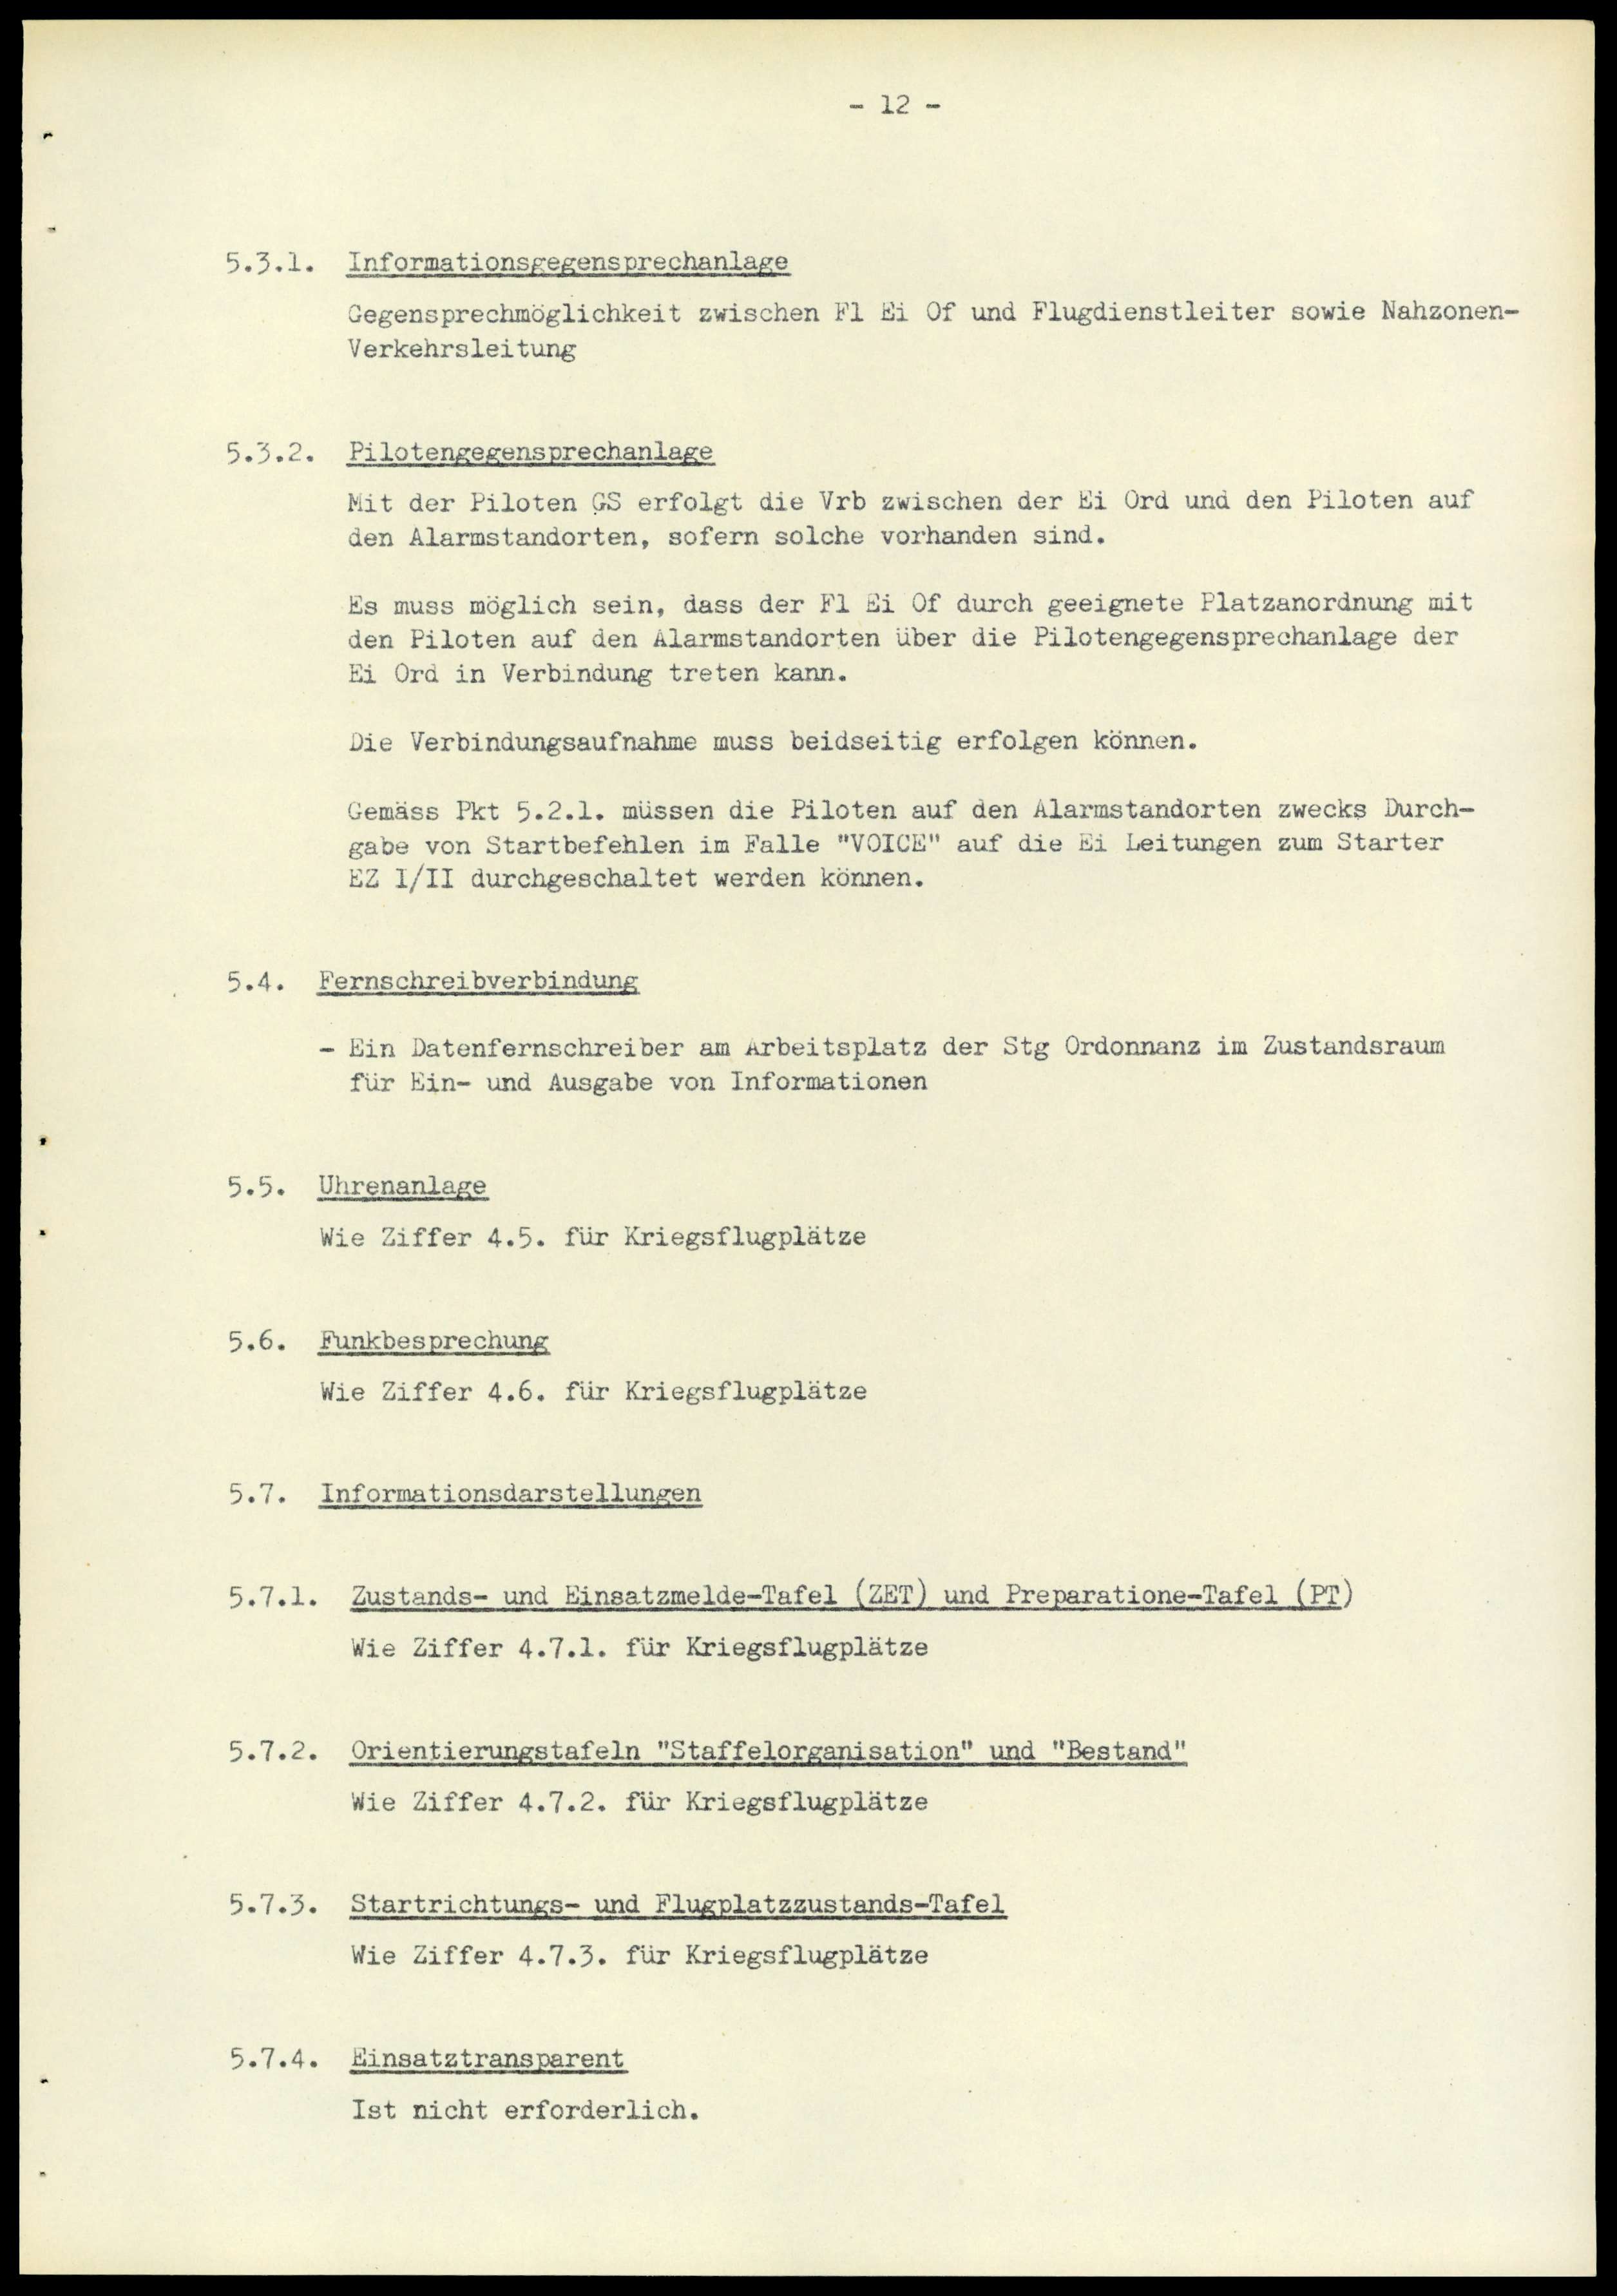 - 12 -
5.3.1. Informationsgegensprechanlage
Gegensprechmöglichkeit zwischen Fl Ei Of und Flugdienstleiter sowie Nahzonen-
Verkehrsleitung
5.3.2. Pilotengegensprechanlage
Mit der Piloten GS erfolgt die Vrb zwischen der Ei Ord und den Piloten auf
den Alarmstandorten, sofern solche vorhanden sind.
Es muss möglich sein, dass der Fl Ei Of durch geeignete Platzanordnung mit
den Piloten auf den Alarmstandorten über die Pilotengegensprechanlage der
Ei Ord in Verbindung treten kann.
Die Verbindungsaufnahme muss beidseitig erfolgen können.
Gemäss Pkt 5.2.1. müssen die Piloten auf den Alarmstandorten zwecks Durch-
gabe von Startbefehlen im Falle "VOICE" auf die Ei Leitungen zum Starter
EZ I/II durchgeschaltet werden können.
5.4. Fernschreibverbindung
- Ein Datenfernschreiber am Arbeitsplatz der Stg Ordonnanz im Zustandsraum
für Ein- und Ausgabe von Informationen
5.5. Uhrenanlage
Wie Ziffer 4.5. für Kriegsflugplätze
5.6. Funkbesprechung
Wie Ziffer 4.6. für Kriegsflugplätze
5.7. Informationsdarstellungen
5.7.1. Zustands- und Einsatzmelde-Tafel (ZET) und Preparatione-Tafel (PT)
Wie Ziffer 4.7.1. für Kriegsflugplätze
5.7.2. Orientierungstafeln "Staffelorganisation" und "Bestand"
Wie Ziffer 4.7.2. für Kriegsflugplätze
5.7.3. Startrichtungs- und Flugplatzzustands-Tafel
Wie Ziffer 4.7.3. für Kriegsflugplätze
5.7.4. Einsatztransparent
Ist nicht erforderlich.